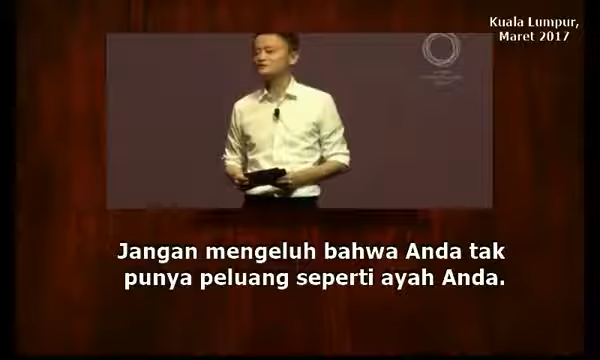 Kuala Lumpur,
Maret 2017
Jangan mengeluh bahwa Anda tak
punya peluang seperti ayah Anda.